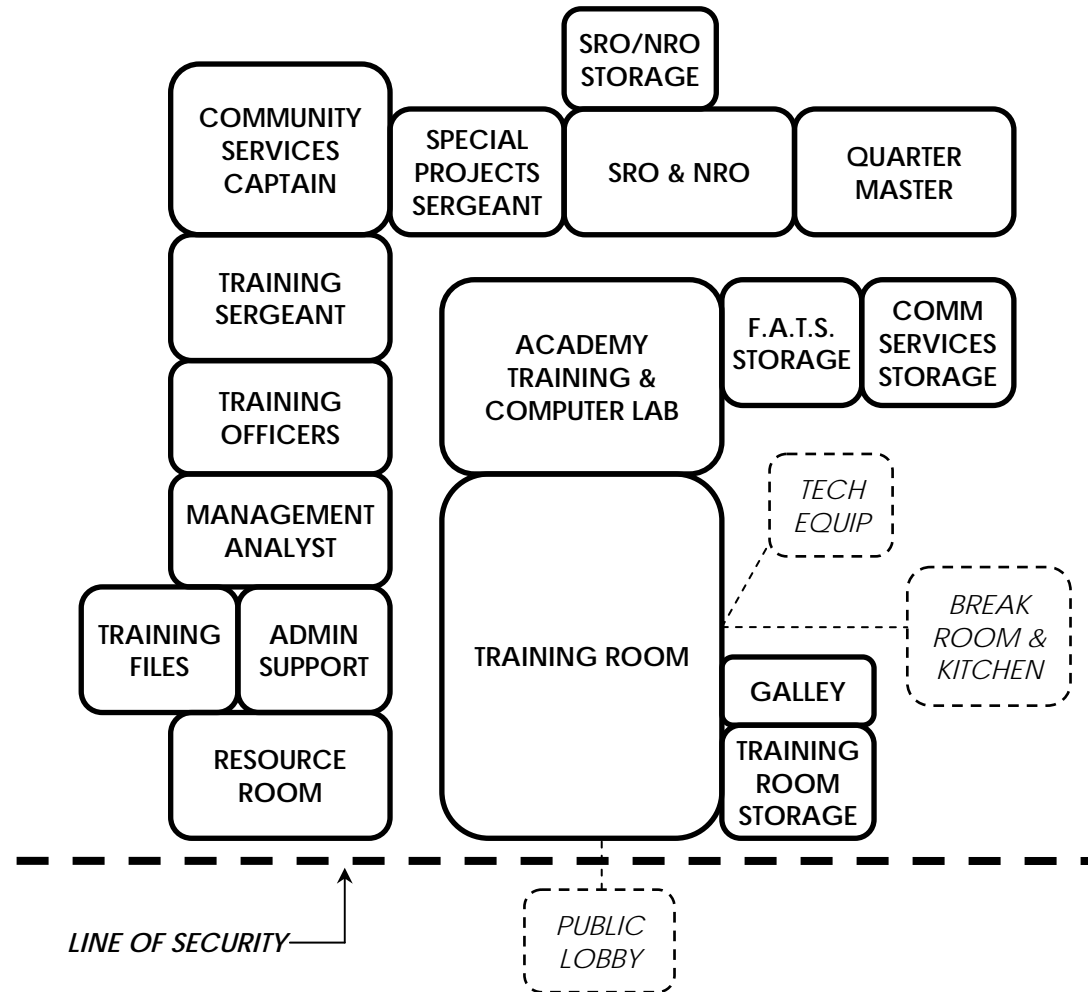 SRO/NRO
STORAGE
COMMUNITY
SERVICES
CAPTAIN
SPECIAL
PROJECTS
SERGEANT
SRO & NRO
QUARTER
MASTER
TRAINING
SERGEANT
ACADEMY
TRAINING &
COMPUTER LAB
F.A.T.S.
STORAGE
COMM
SERVICES
STORAGE
TRAINING
OFFICERS
TECH
EQUIP
MANAGEMENT
ANALYST
BREAK
ROOM &
KITCHEN
TRAINING
FILES
ADMIN
SUPPORT
TRAINING ROOM
GALLEY
RESOURCE
ROOM
TRAINING
ROOM
STORAGE
LINE OF SECURITY
PUBLIC
LOBBY